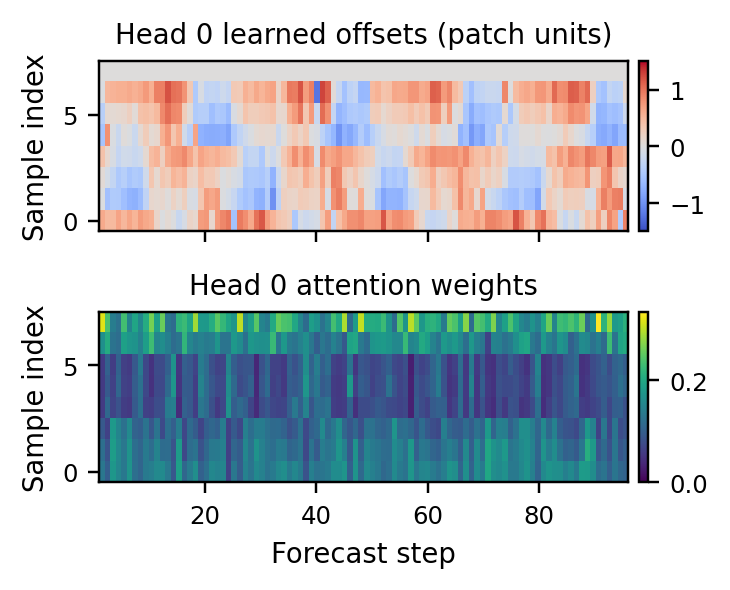 Head 0 learned offsets (patch units)
Sample index
5
0
1
0
−1
Head 0 attention weights
Sample index
5
0
0.2
0.0
20 40 60 80
Forecast step